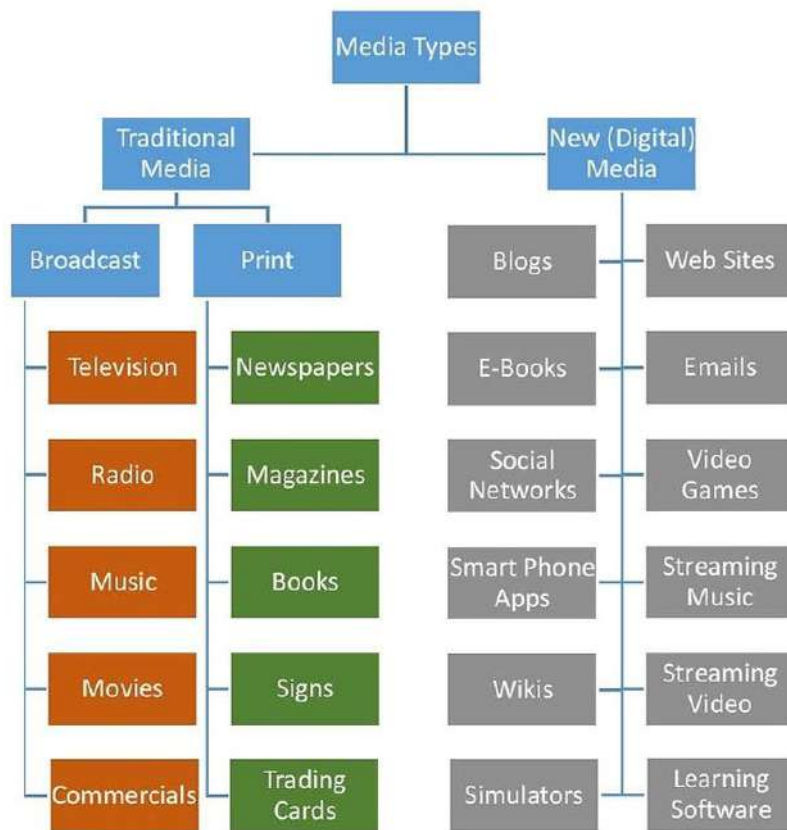 Media Types
Traditional
Media
New (Digital)
Media
Broadcast
Print
Television
Radio
Music
Movies
Commercials
Newspapers
Magazines
Books
Signs
Trading
Cards
Blogs
Web Sites
E-Books
Emails
Social
Networks
Video
Games
Smart Phone
Apps
Streaming
Music
Wikis
Streaming
Video
Simulators
Learning
Software